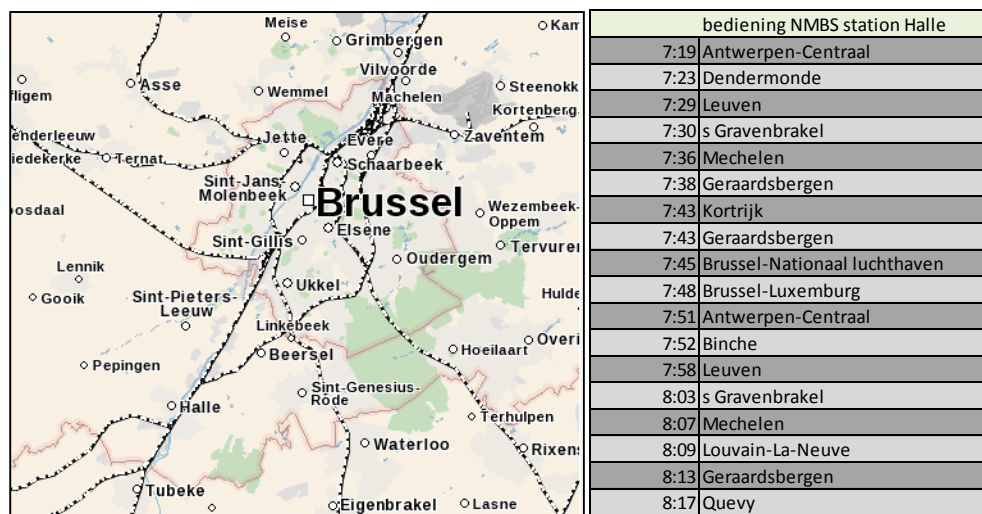 Meise
Kam
Grimbergen
Vilvoorde
Asse
Wemmel
Machelen
Steenokk
fligem
Kortenberg
enderleeuw
Jette
Evere
Zaventem
iedekerke
Ternat
Schaarbeek
Sint-Jans-
Molenbeek
Brussel
Wezembeek-
Oppem
oosdaal
Elsene
Sint-Gillis
Tervuren
Oudergem
Lennik
Ukkel
Gooik
Sint-Pieters-
Leeuw
Hulde
Linkebeek
Overi
Beersel
Hoeilaart
Pepingen
Sint-Genesius-
Rode
Halle
Terhulpen
Waterloo
Rixens
Tubeke
Eigenbrakel
Lasne
bediening NMBS station Halle
7:19 Antwerpen-Centraal
7:23 Dendermonde
7:29 Leuven
7:30 s Gravenbrakel
7:36 Mechelen
7:38 Geraardsbergen
7:43 Kortrijk
7:43 Geraardsbergen
7:45 Brussel-Nationaal luchthaven
7:48 Brussel-Luxemburg
7:51 Antwerpen-Centraal
7:52 Binche
7:58 Leuven
8:03 s Gravenbrakel
8:07 Mechelen
8:09 Louvain-La-Neuve
8:13 Geraardsbergen
8:17 Quevy